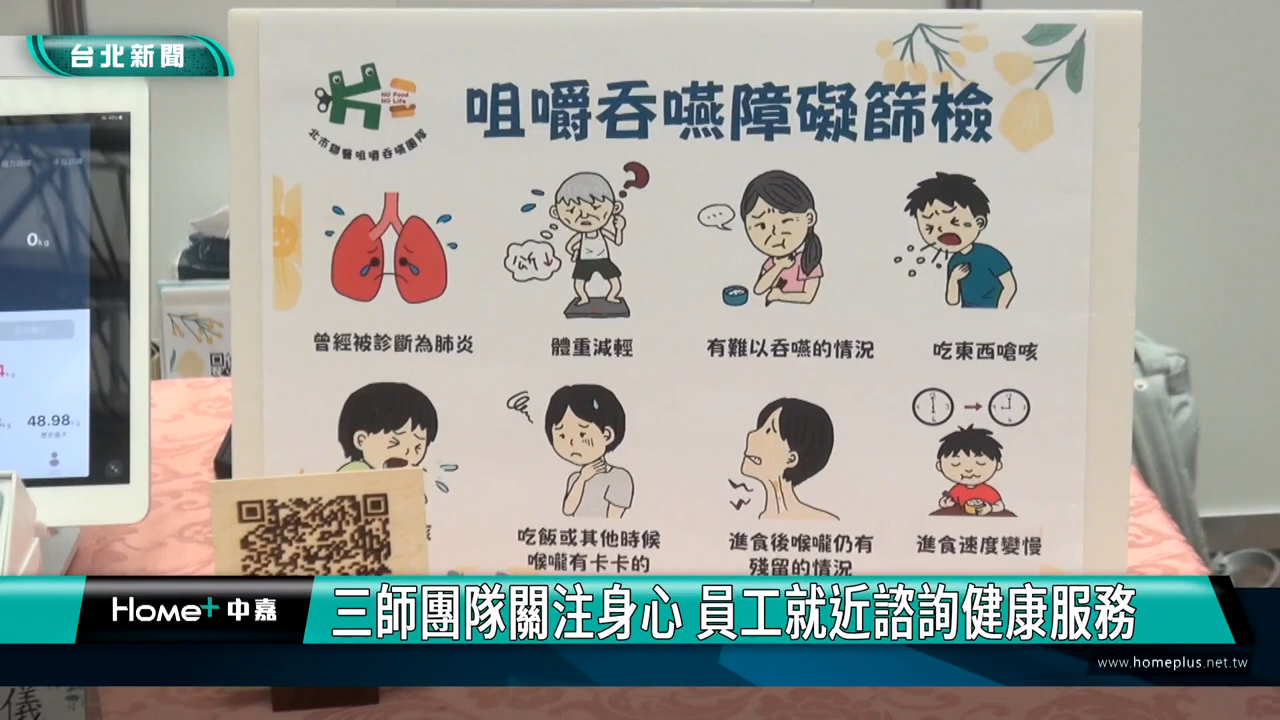 台北新聞
NO Food
NO Life
北市聯醫咀嚼吞嚥團隊
咀嚼吞嚥障礙篩檢
0kg
曾經被診斷為肺炎
體重減輕
有難以吞嚥的情況
吃東西嗆咳
48.98kg
吃飯或其他時候
喉嚨有卡卡的
進食後喉嚨仍有
殘留的情況
進食速度變慢
Home+中嘉
三師團隊關注身心 員工就近諮詢健康服務
www.homeplus.net.tw
儀